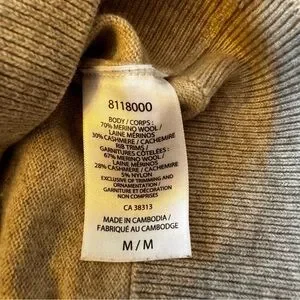 8118000
BODY / CORPS :
70% MERINO WOOL /
LAINE MÉRINOS
30% CASHMERE / CACHEMIRE
RIB TRIMS /
GARNITURES CÔTELÉES :
67% MERINO WOOL /
LAINE MÉRINOS
28% CASHMERE / CACHEMIRE
5% NYLON
EXCLUSIVE OF TRIMMING AND
ORNAMENTATION /
GARNITURE ET DÉCORATION
NON COMPRISES
CA 38313
MADE IN CAMBODIA /
FABRIQUÉ AU CAMBODGE
M / M